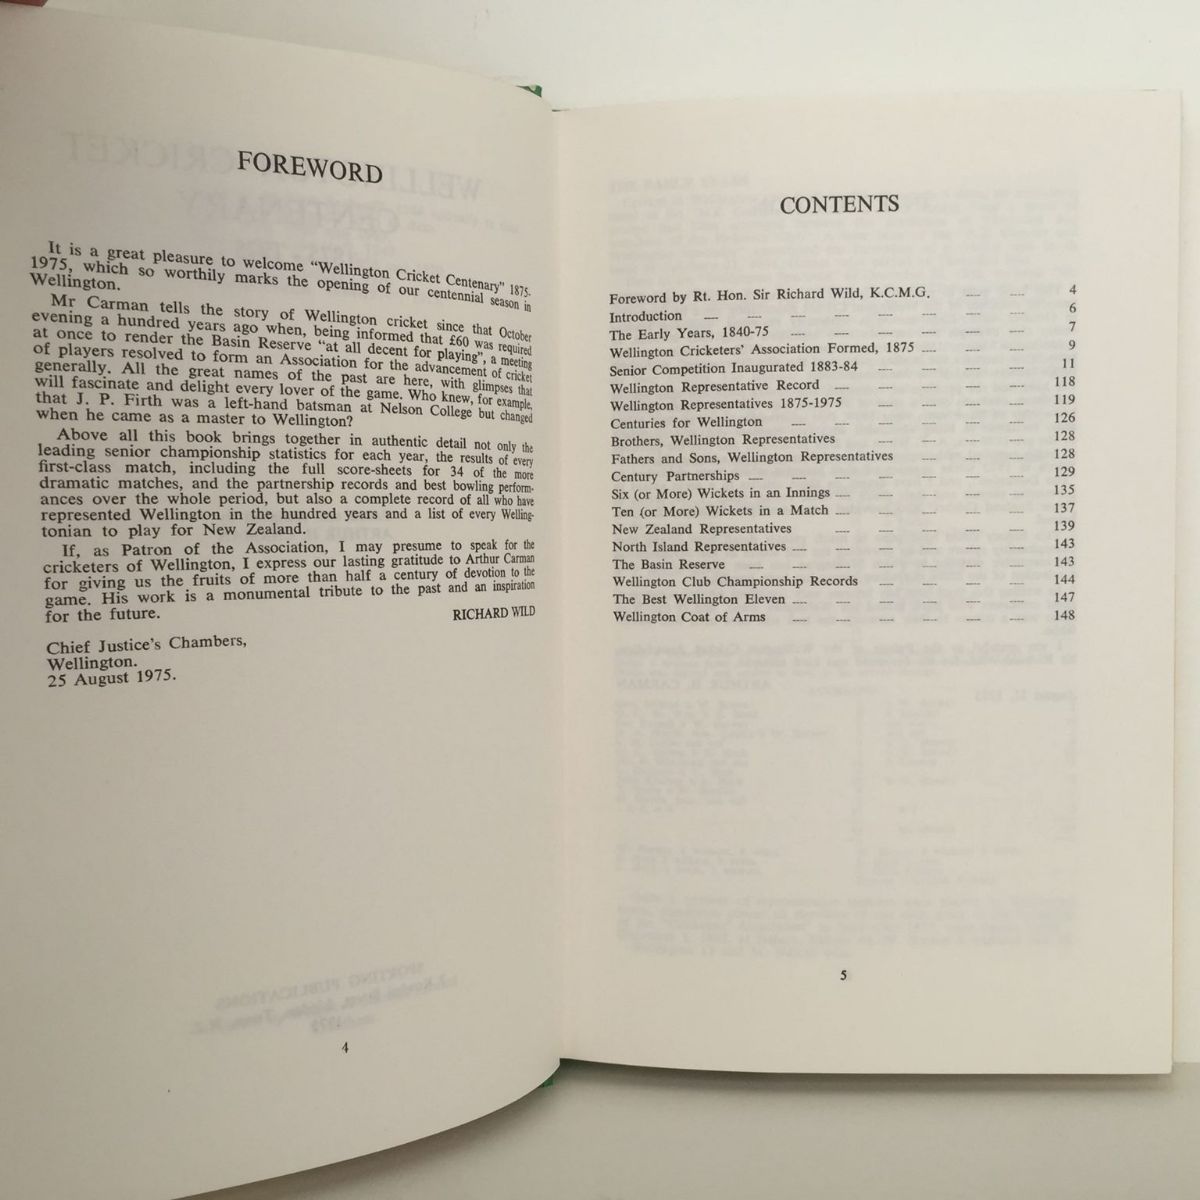 FOREWORD
It is a great pleasure to welcome "Wellington Cricket Centenary" 1875-
1975, which so worthily marks the opening of our centennial season in
Wellington.
Mr Carman tells the story of Wellington cricket since that October
evening a hundred years ago when, being informed that £60 was required
at once to render the Basin Reserve "at all decent for playing", a meeting
of players resolved to form an Association for the advancement of cricket
generally. All the great names of the past are here, with glimpses that
will fascinate and delight every lover of the game. Who knew, for example,
that J. P. Firth was a left-hand batsman at Nelson College but changed
when he came as a master to Wellington?
Above all this book brings together in authentic detail not only the
leading senior championship statistics for each year, the results of every
first-class match, including the full score-sheets for 34 of the more
dramatic matches, and the partnership records and best bowling perform-
ances over the whole period, but also a complete record of all who have
represented Wellington in the hundred years and a list of every Welling-
tonian to play for New Zealand.
If, as Patron of the Association, I may presume to speak for the
cricketers of Wellington, I express our lasting gratitude to Arthur Carman
for giving us the fruits of more than half a century of devotion to the
game. His work is a monumental tribute to the past and an inspiration
for the future.
RICHARD WILD
Chief Justice's Chambers,
Wellington.
25 August 1975.
4
CONTENTS
Foreword by Rt. Hon. Sir Richard Wild, K.C.M.G. 4
Introduction 6
The Early Years, 1840-75 7
Wellington Cricketers' Association Formed, 1875 9
Senior Competition Inaugurated 1883-84 11
Wellington Representative Record 118
Wellington Representatives 1875-1975 119
Centuries for Wellington 126
Brothers, Wellington Representatives 128
Fathers and Sons, Wellington Representatives 128
Century Partnerships 129
Six (or More) Wickets in an Innings 135
Ten (or More) Wickets in a Match 137
New Zealand Representatives 139
North Island Representatives 143
The Basin Reserve 143
Wellington Club Championship Records 144
The Best Wellington Eleven 147
Wellington Coat of Arms 148
5